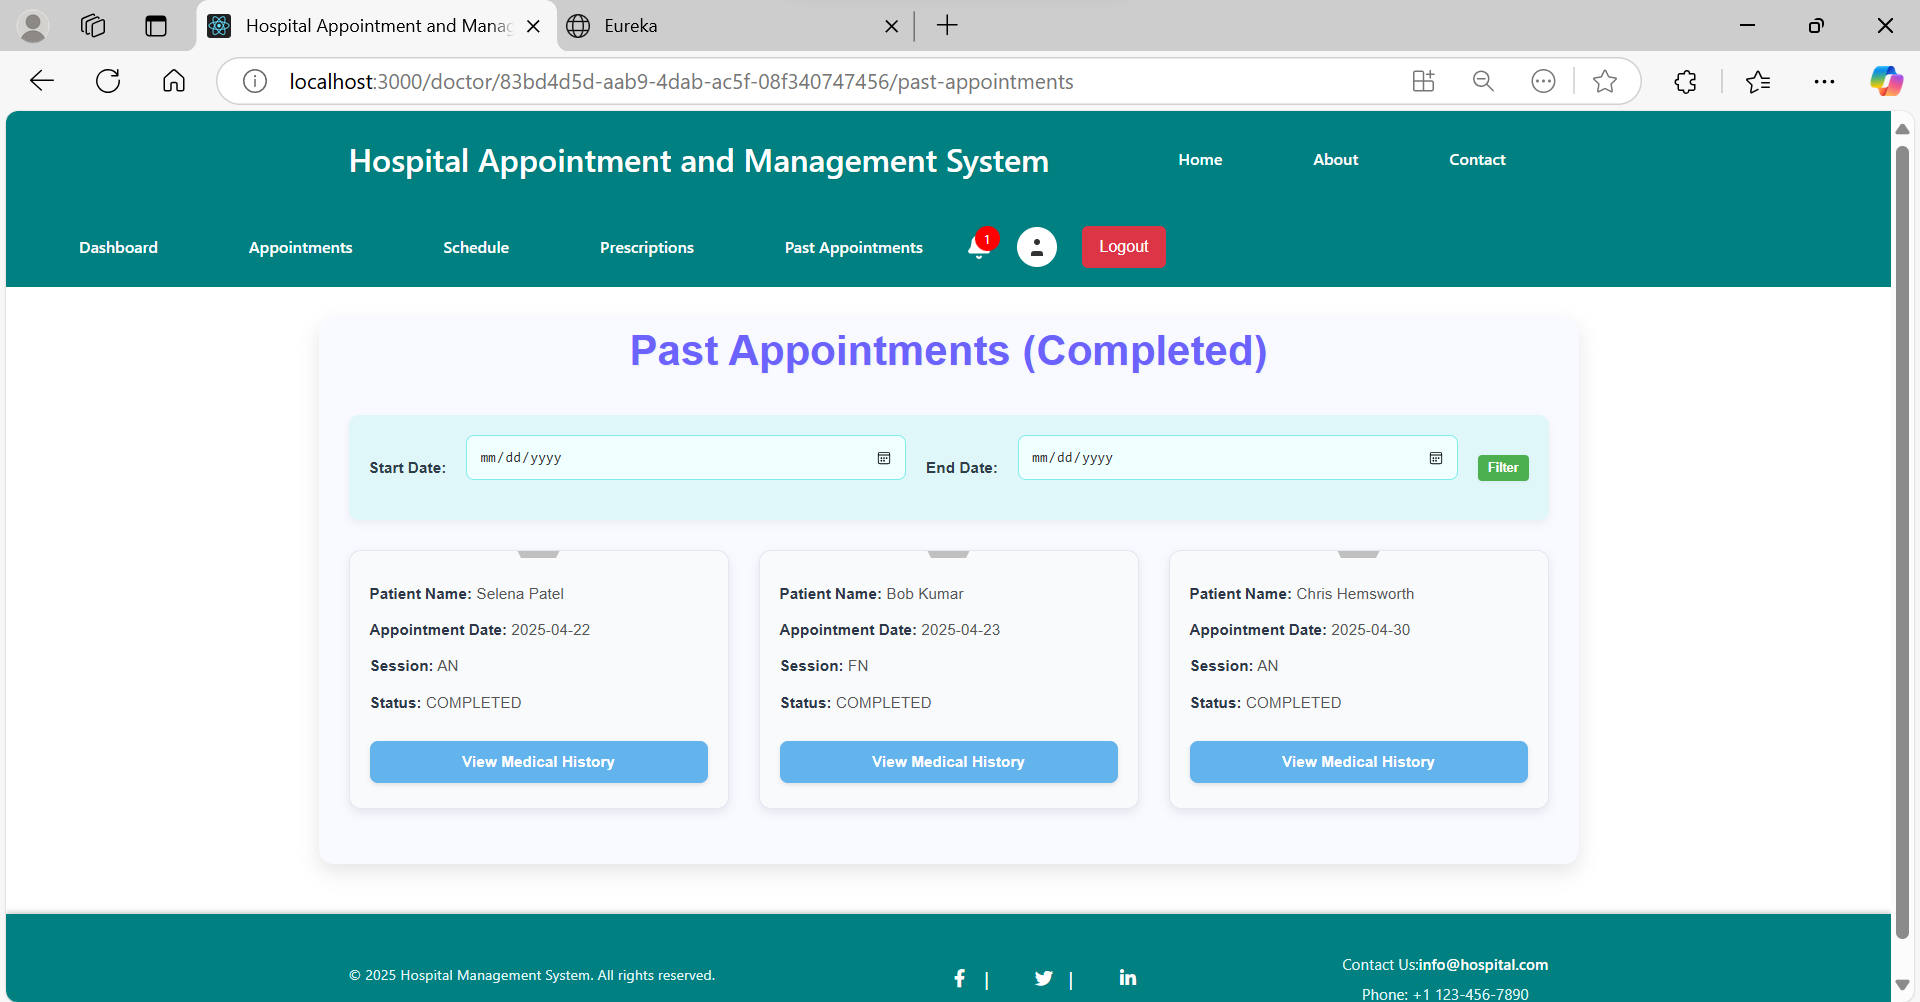 Hospital Appointment and Manag
Eureka
localhost:3000/doctor/83bd4d5d-aab9-4dab-ac5f-08f340747456/past-appointments
Hospital Appointment and Management System
Home
About
Contact
Dashboard
Appointments
Schedule
Prescriptions
Past Appointments
1
Logout
Past Appointments (Completed)
Start Date:
mm/dd/yyyy
End Date:
mm/dd/yyyy
Filter
Patient Name: Selena Patel
Appointment Date: 2025-04-22
Session: AN
Status: COMPLETED
View Medical History
Patient Name: Bob Kumar
Appointment Date: 2025-04-23
Session: FN
Status: COMPLETED
View Medical History
Patient Name: Chris Hemsworth
Appointment Date: 2025-04-30
Session: AN
Status: COMPLETED
View Medical History
© 2025 Hospital Management System. All rights reserved.
f | | in
Contact Us:info@hospital.com
Phone: +1 123-456-7890